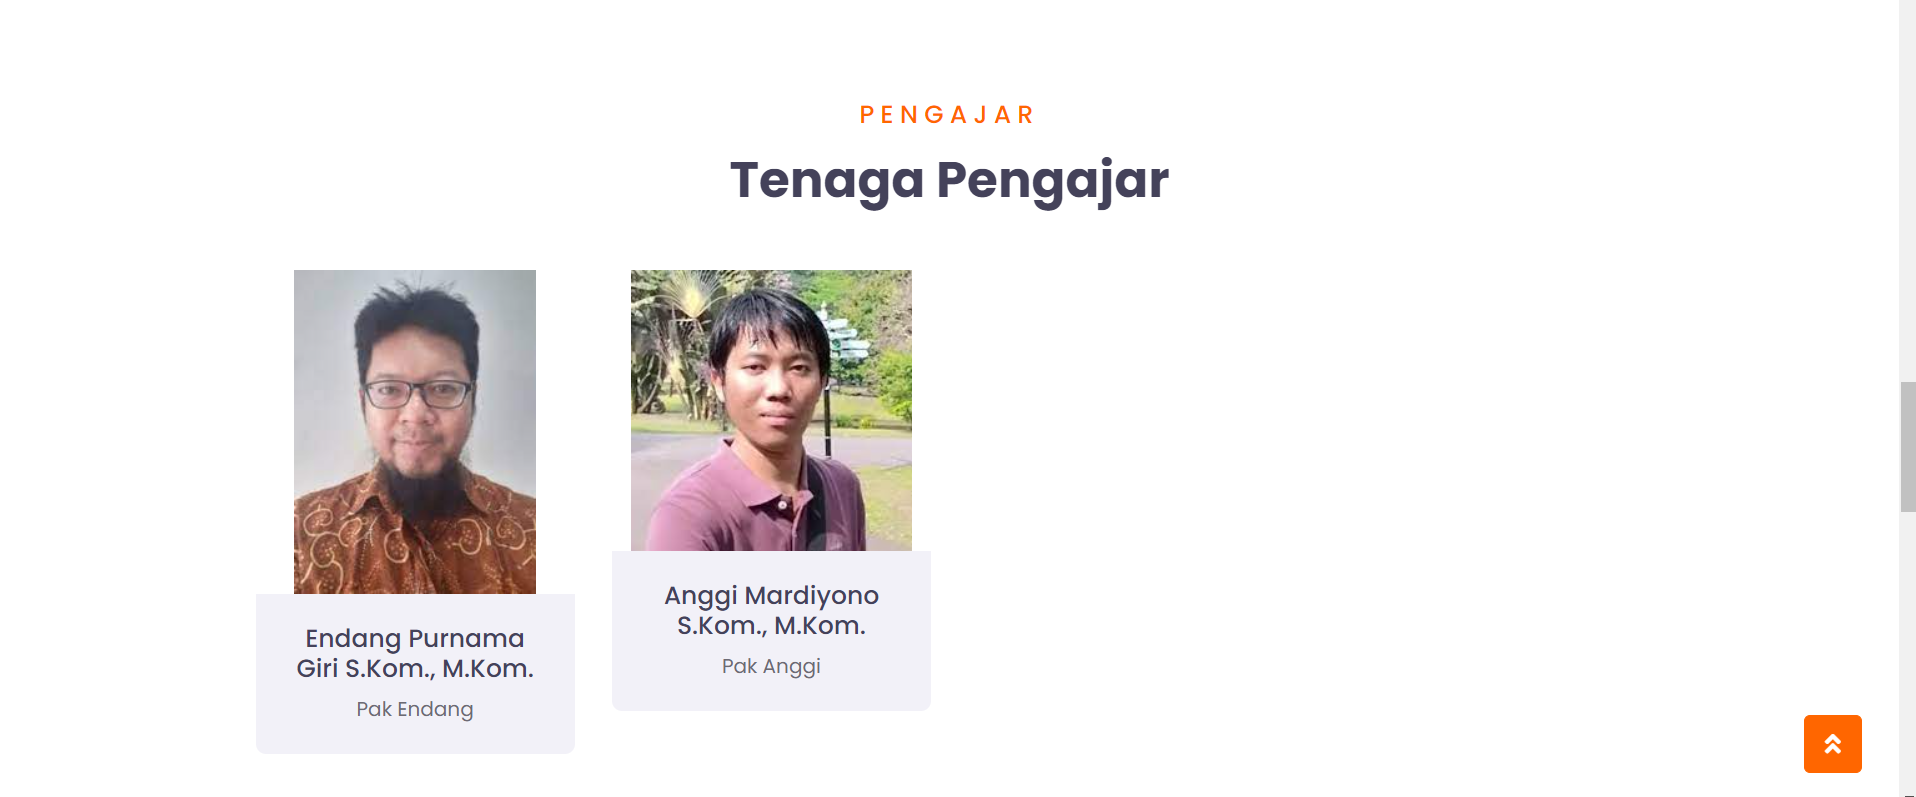 PENGAJAR
Tenaga Pengajar
Endang Purnama
Giri S.Kom., M.Kom.
Pak Endang
Anggi Mardiyono
S.Kom., M.Kom.
Pak Anggi